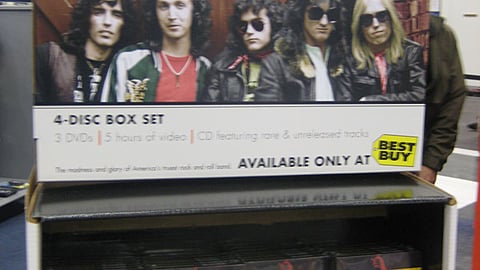 4-DISC BOX SET
3 DVDs | 5 hours of video | CD featuring rare & unreleased tracks
The madness and glory of America's truest rock and roll band. AVAILABLE ONLY AT
BEST
BUY